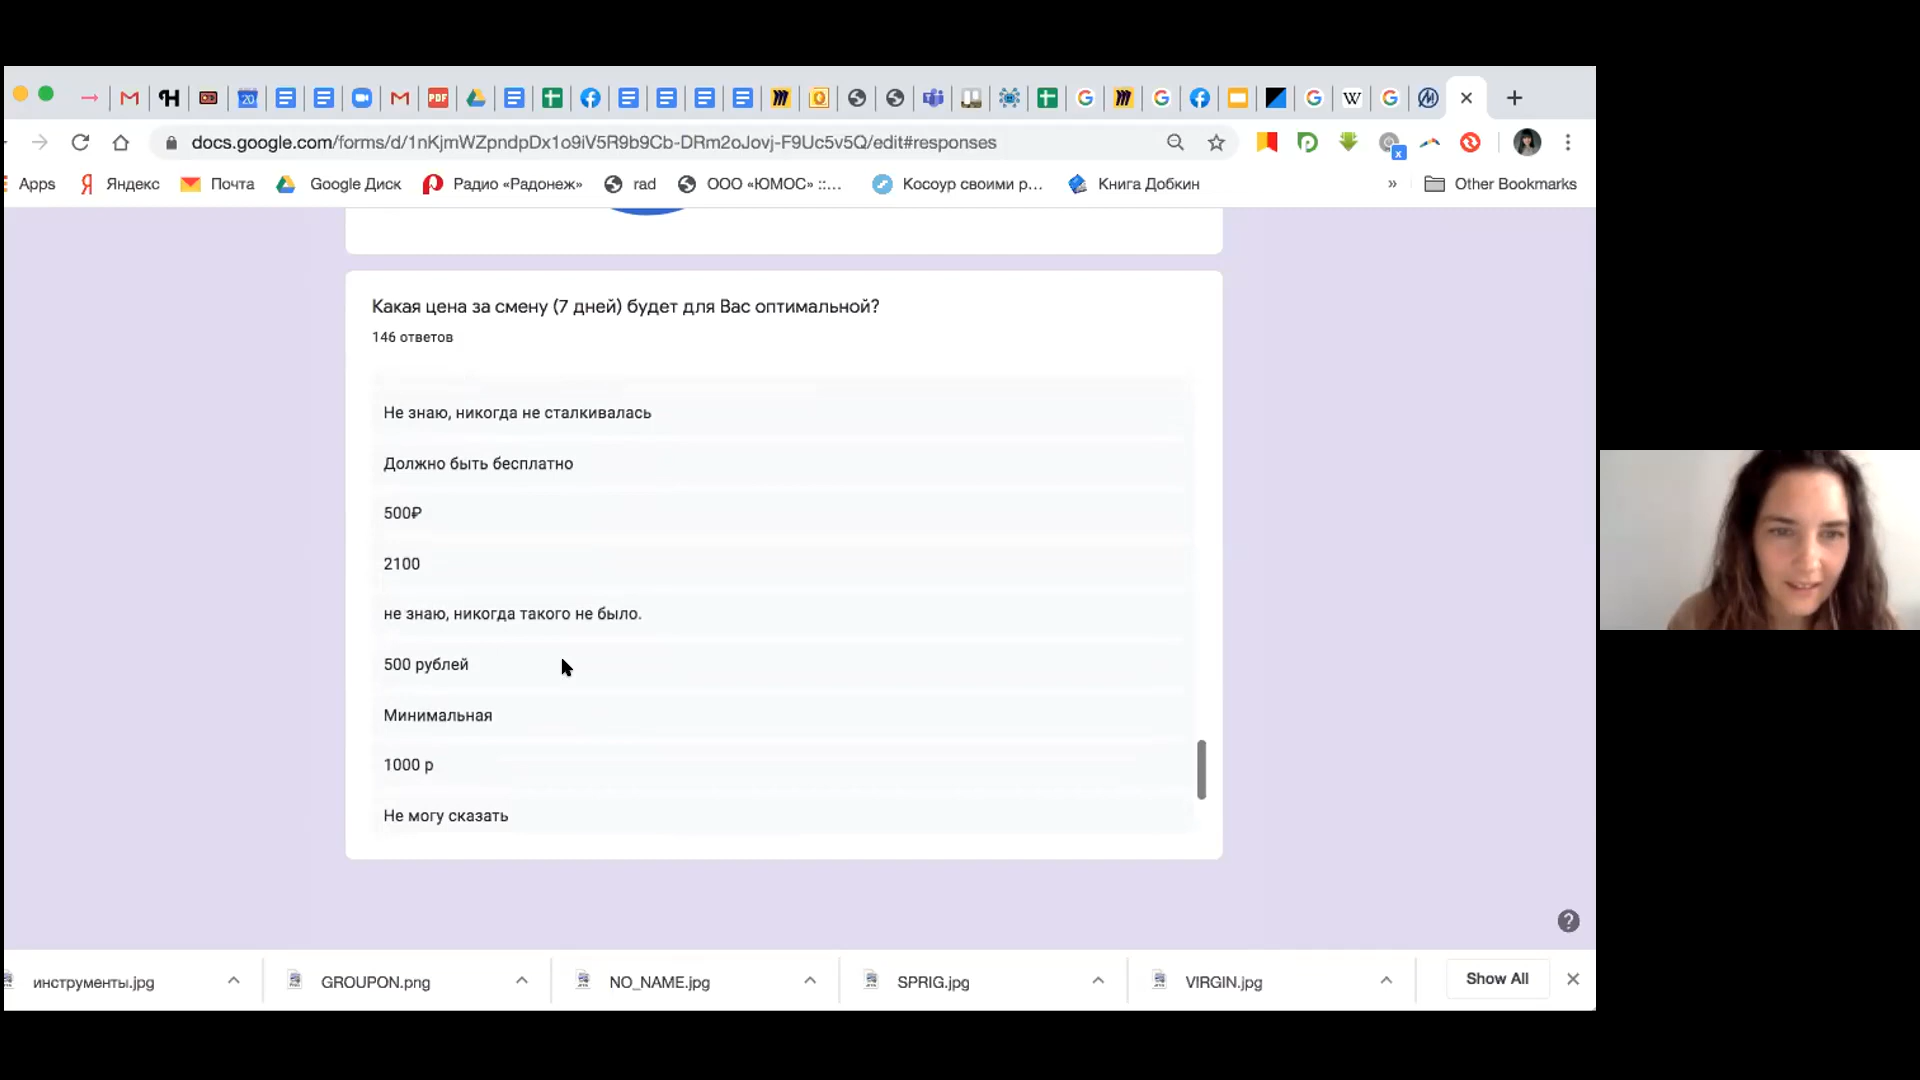 docs.google.com/forms/d/1nKjmWZpndpDx1o9iV5R9b9Cb-DRm2oJovj-F9Uc5v5Q/edit#responses
Apps Яндекс Почта Google Диск Радио «Радонеж» rad ООО «ЮМОС» ::... Косоур своими р... Книга Добкин » Other Bookmarks
Какая цена за смену (7 дней) будет для Вас оптимальной?
146 ответов
Не знаю, никогда не сталкивалась
Должно быть бесплатно
500₽
2100
не знаю, никогда такого не было.
500 рублей
Минимальная
1000 р
Не могу сказать
инструменты.jpg GROUPON.png NO_NAME.jpg SPRIG.jpg VIRGIN.jpg Show All